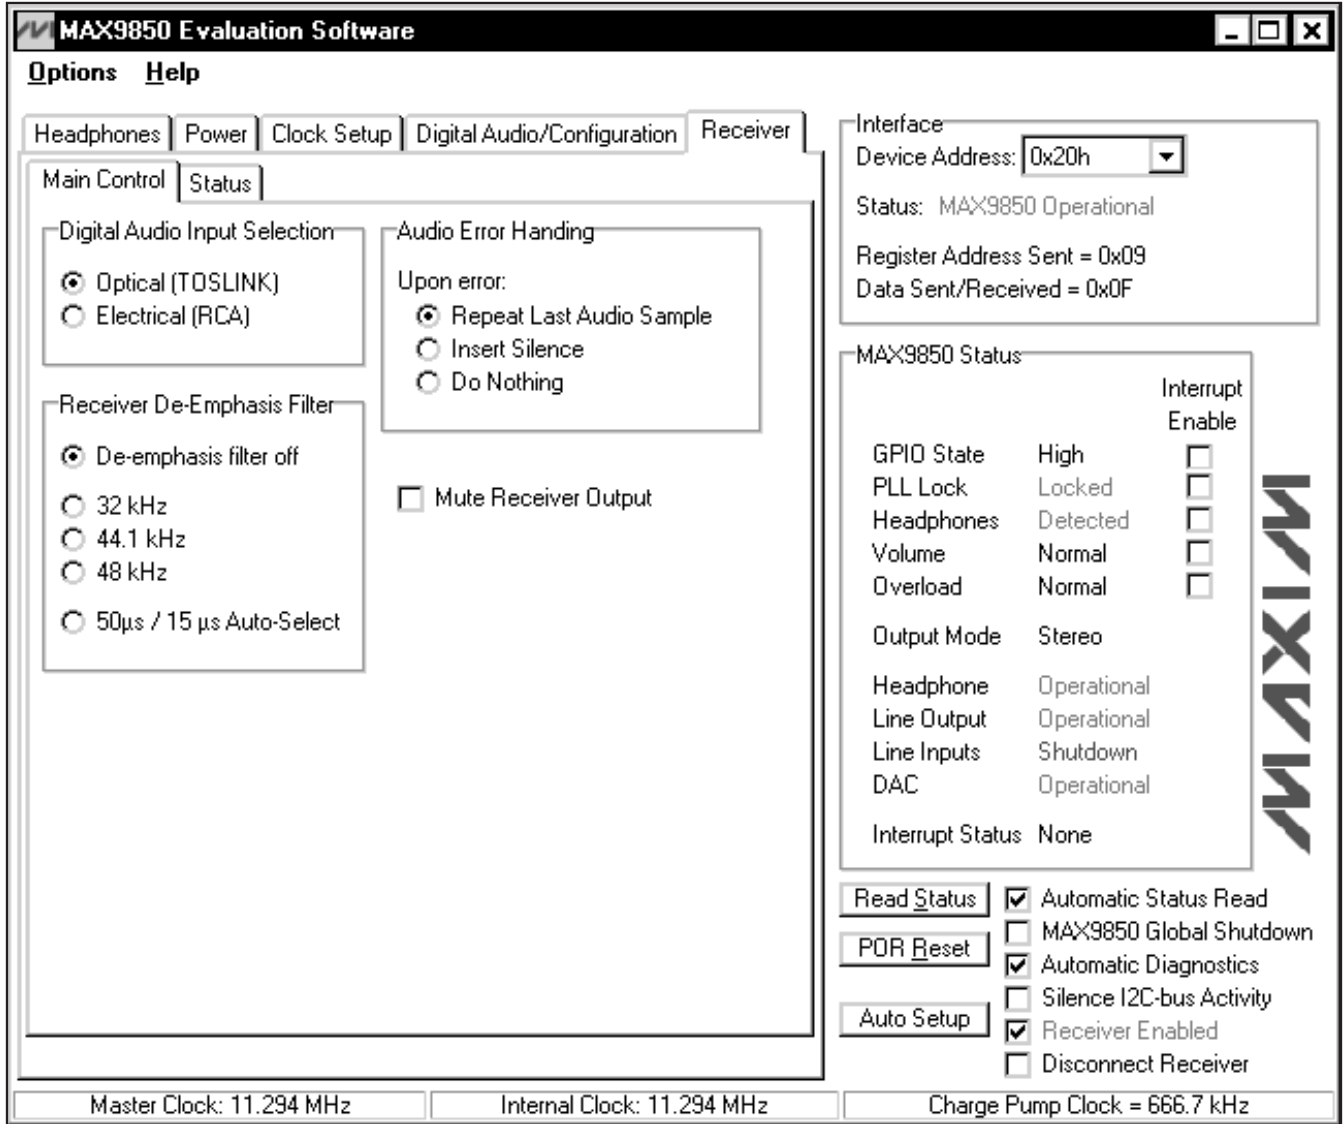 MAX9850 Evaluation Software
Options Help
Headphones Power Clock Setup Digital Audio/Configuration Receiver
Main Control Status
Digital Audio Input Selection
Optical (TOSLINK)
Electrical (RCA)
Receiver De-Emphasis Filter
De-emphasis filter off
32 kHz
44.1 kHz
48 kHz
50µs / 15 µs Auto-Select
Audio Error Handing
Upon error:
Repeat Last Audio Sample
Insert Silence
Do Nothing
Mute Receiver Output
Interface
Device Address: 0x20h
Status: MAX9850 Operational
Register Address Sent = 0x09
Data Sent/Received = 0x0F
MAX9850 Status
Interrupt
Enable
GPIO State High
PLL Lock Locked
Headphones Detected
Volume Normal
Overload Normal
Output Mode Stereo
Headphone Operational
Line Output Operational
Line Inputs Shutdown
DAC Operational
Interrupt Status None
MAXIM
Read Status
POR Reset
Auto Setup
Automatic Status Read
MAX9850 Global Shutdown
Automatic Diagnostics
Silence I2C-bus Activity
Receiver Enabled
Disconnect Receiver
Master Clock: 11.294 MHz Internal Clock: 11.294 MHz Charge Pump Clock = 666.7 kHz